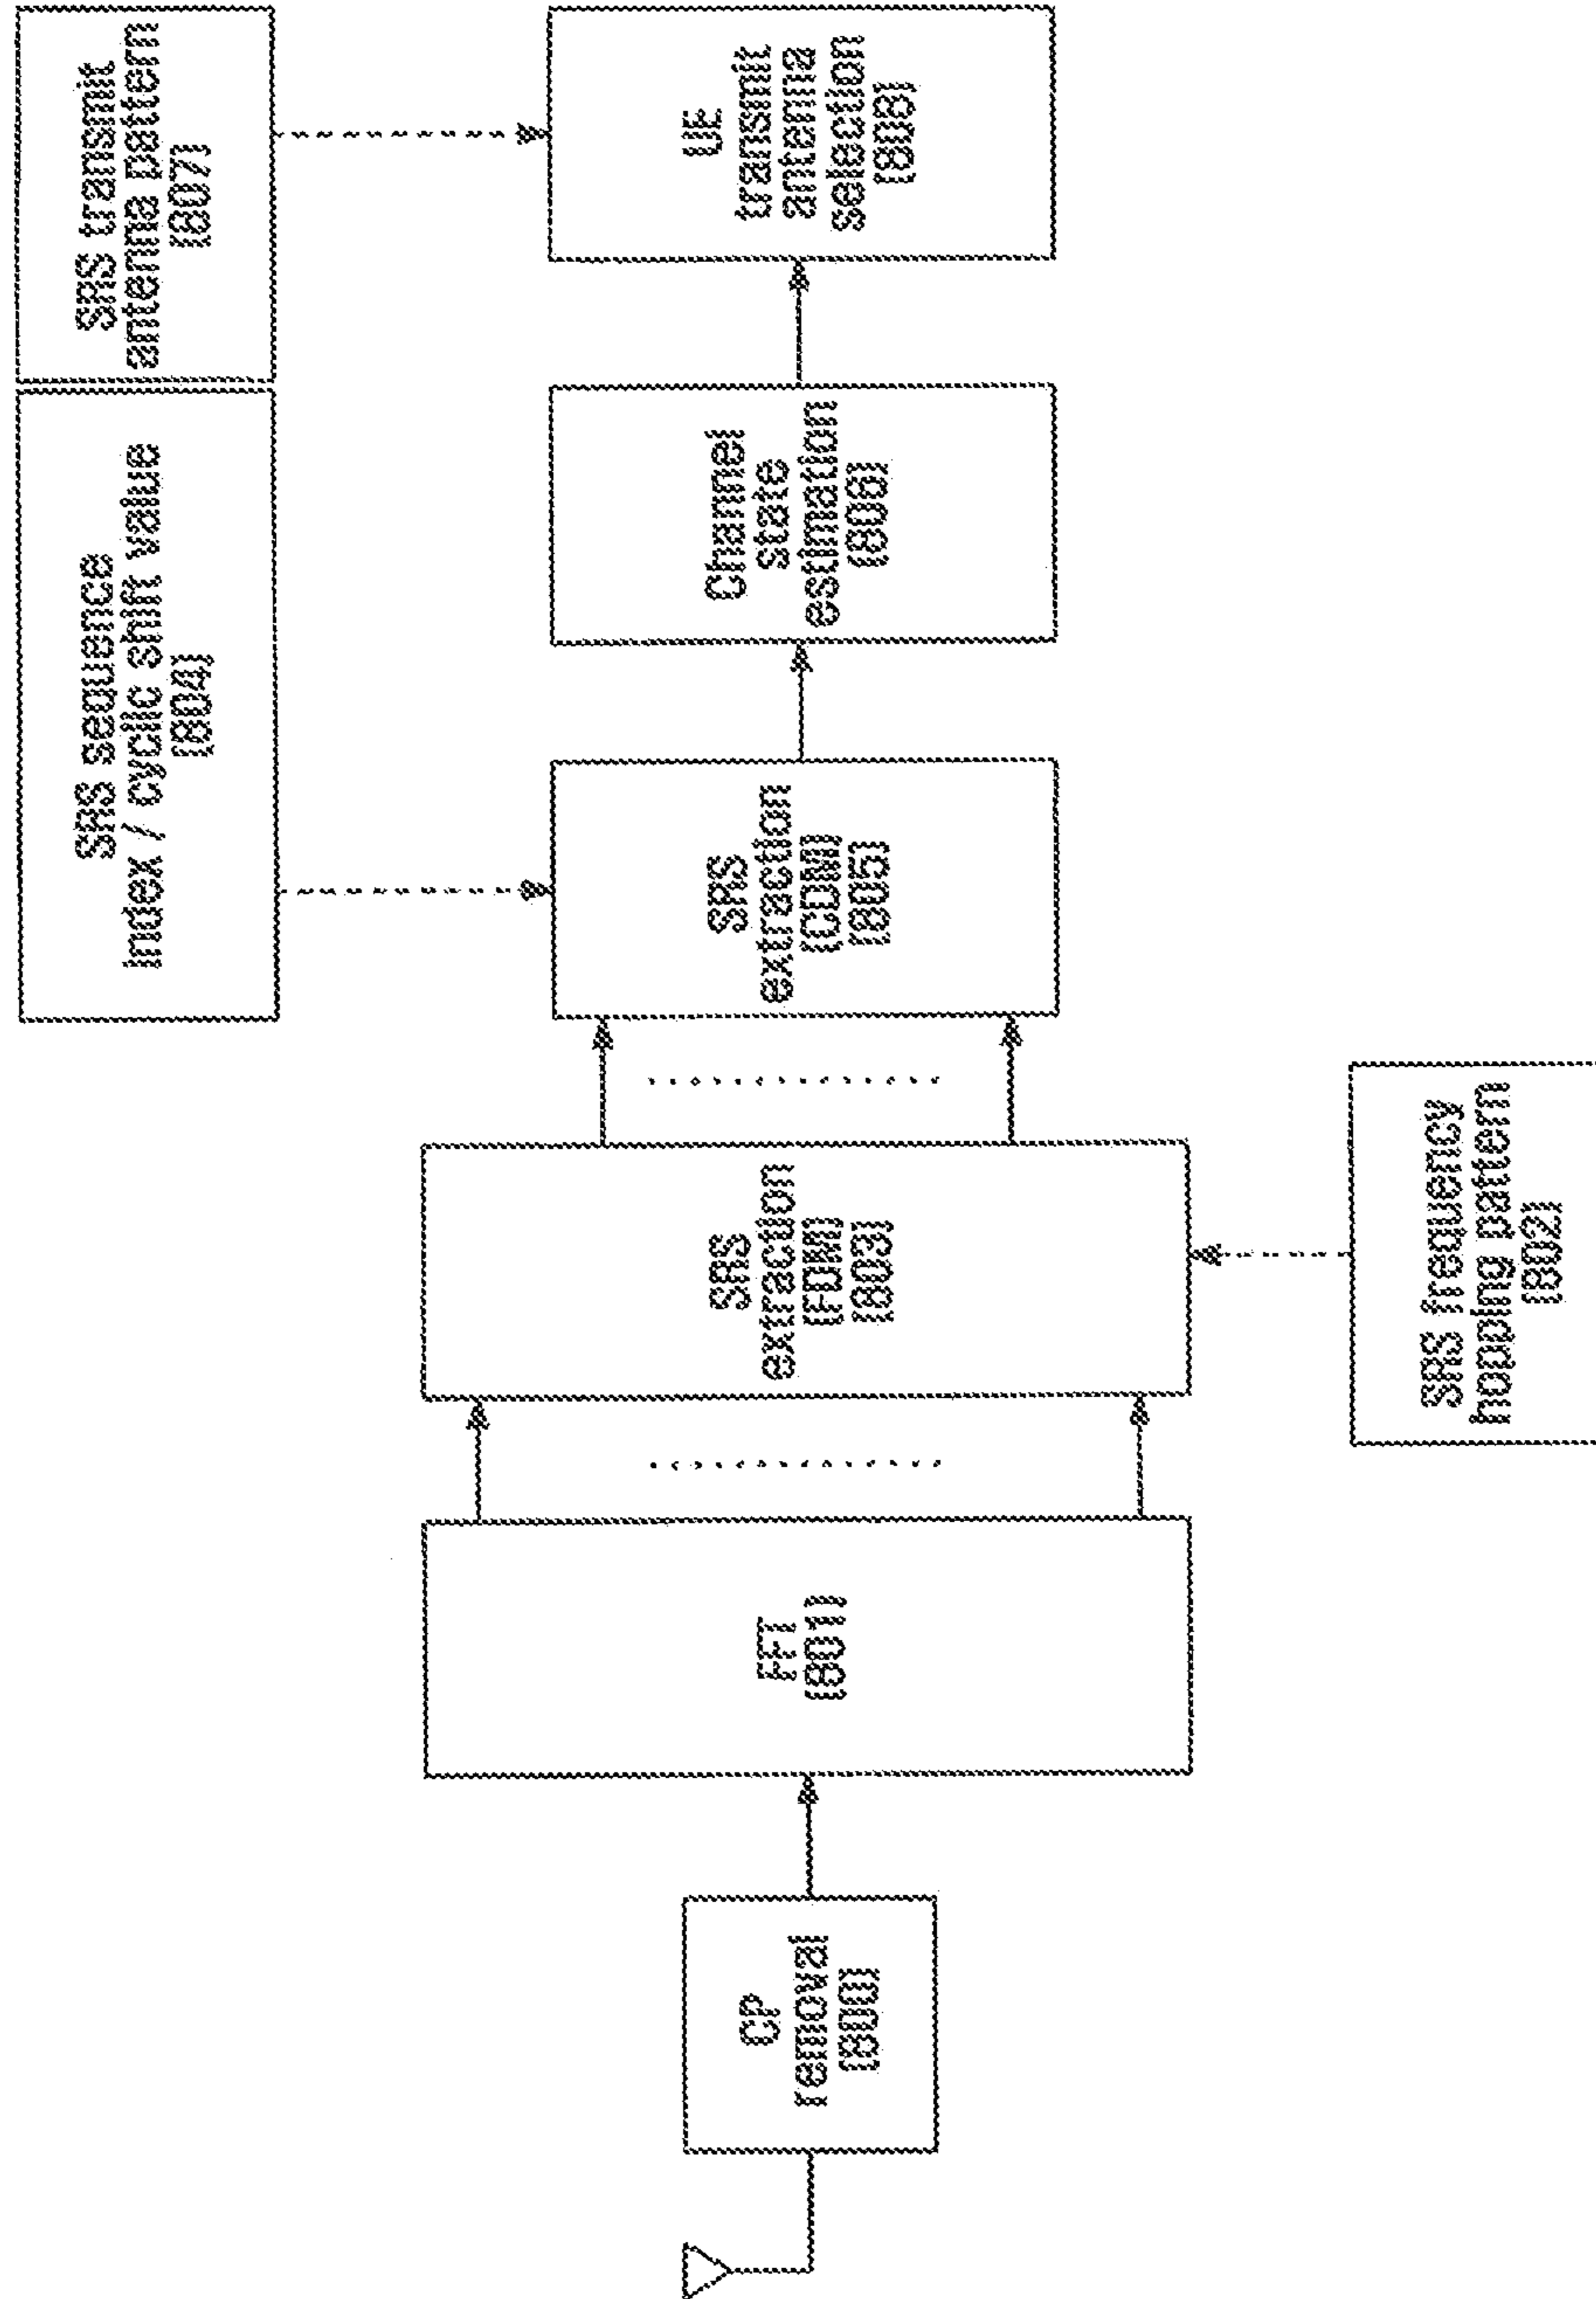 SRS sequence
index / cyclic shift value
(804)
SRS transmit
antenna pattern
(807)
CP
removal
(800)
FFT
(801)
SRS
extraction
(FDM)
(803)
SRS
extraction
(CDM)
(805)
Channel
state
estimation
(806)
UE
transmit
antenna
selection
(808)
SRS frequency
hopping pattern
(802)